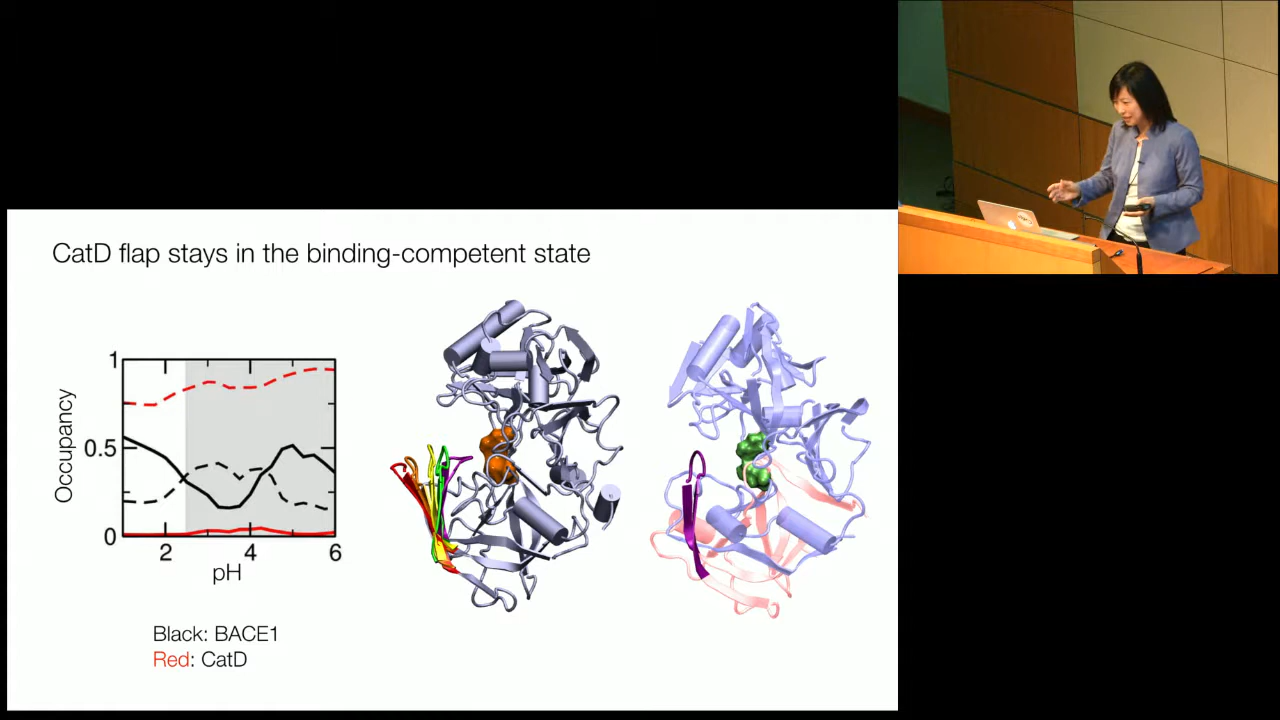 CatD flap stays in the binding-competent state
1
0.5
0
Occupancy
2
4
6
pH
Black: BACE1
Red: CatD